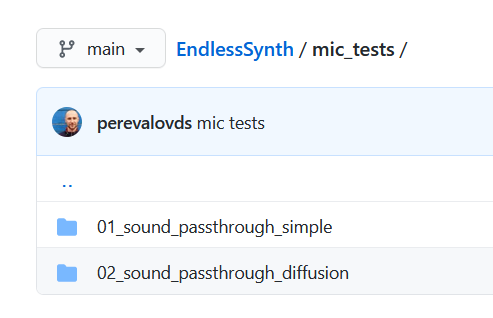 main EndlessSynth / mic_tests /
perevalovds mic tests
..
01_sound_passthrough_simple
02_sound_passthrough_diffusion